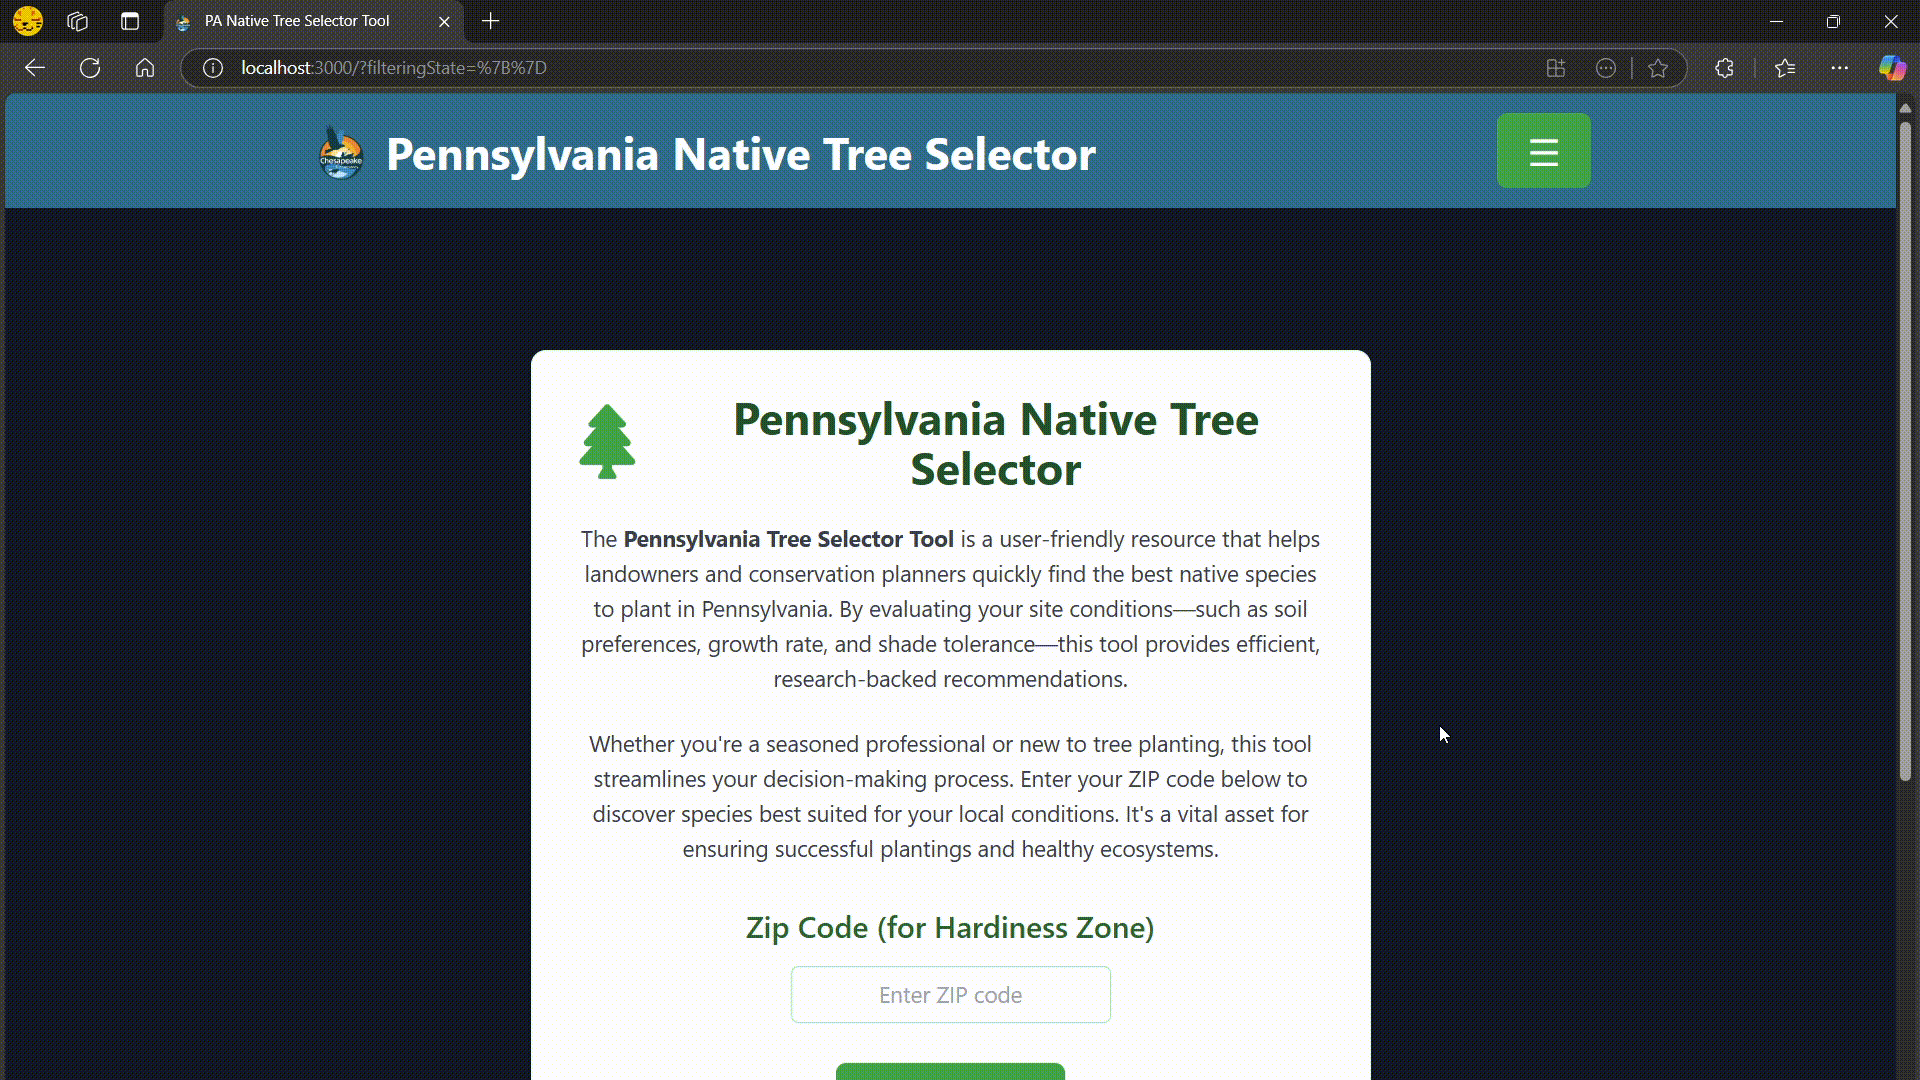 PA Native Tree Selector Tool
localhost:3000/?filteringState=%7B%7D
Chesapeake
Pennsylvania Native Tree Selector
Pennsylvania Native Tree
Selector
The Pennsylvania Tree Selector Tool is a user-friendly resource that helps
landowners and conservation planners quickly find the best native species
to plant in Pennsylvania. By evaluating your site conditions—such as soil
preferences, growth rate, and shade tolerance—this tool provides efficient,
research-backed recommendations.
Whether you're a seasoned professional or new to tree planting, this tool
streamlines your decision-making process. Enter your ZIP code below to
discover species best suited for your local conditions. It's a vital asset for
ensuring successful plantings and healthy ecosystems.
Zip Code (for Hardiness Zone)
Enter ZIP code